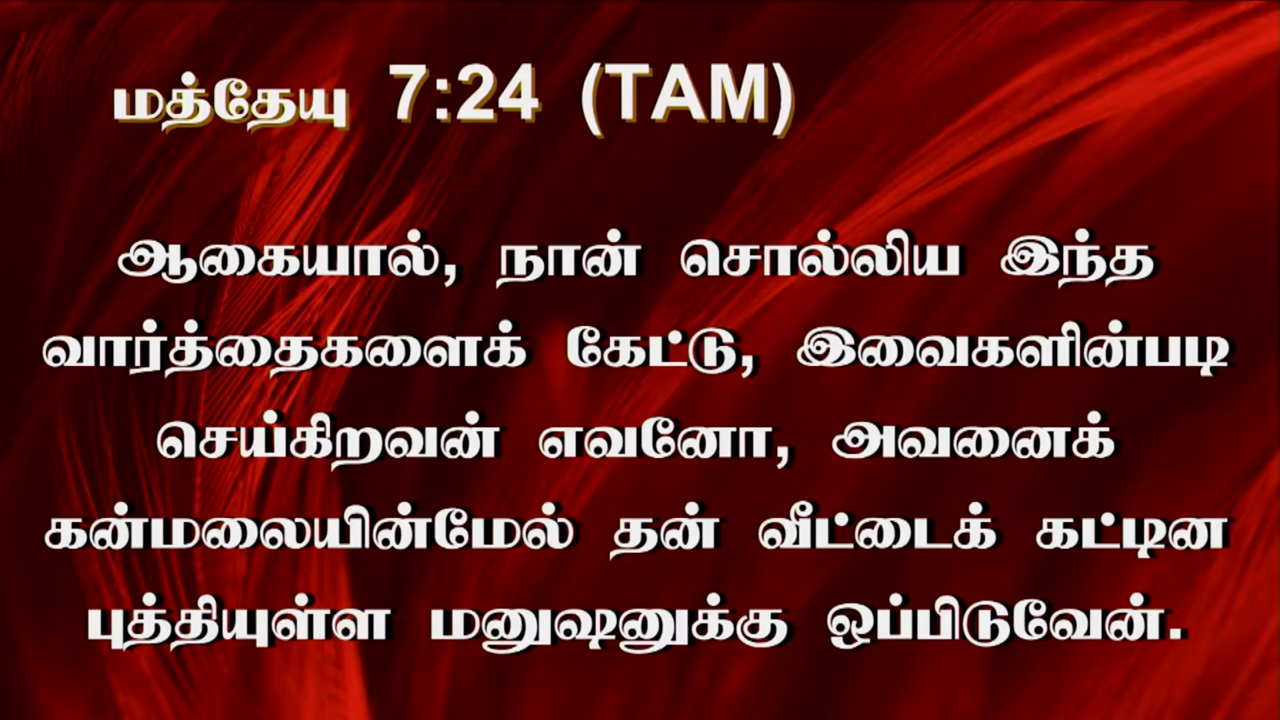 மத்தேயு 7:24 (TAM)
ஆகையால், நான் சொல்லிய இந்த
வார்த்தைகளைக் கேட்டு, இவைகளின்படி
செய்கிறவன் எவனோ, அவனைக்
கன்மலையின்மேல் தன் வீட்டைக் கட்டின
புத்தியுள்ள மனுஷனுக்கு ஒப்பிடுவேன்.